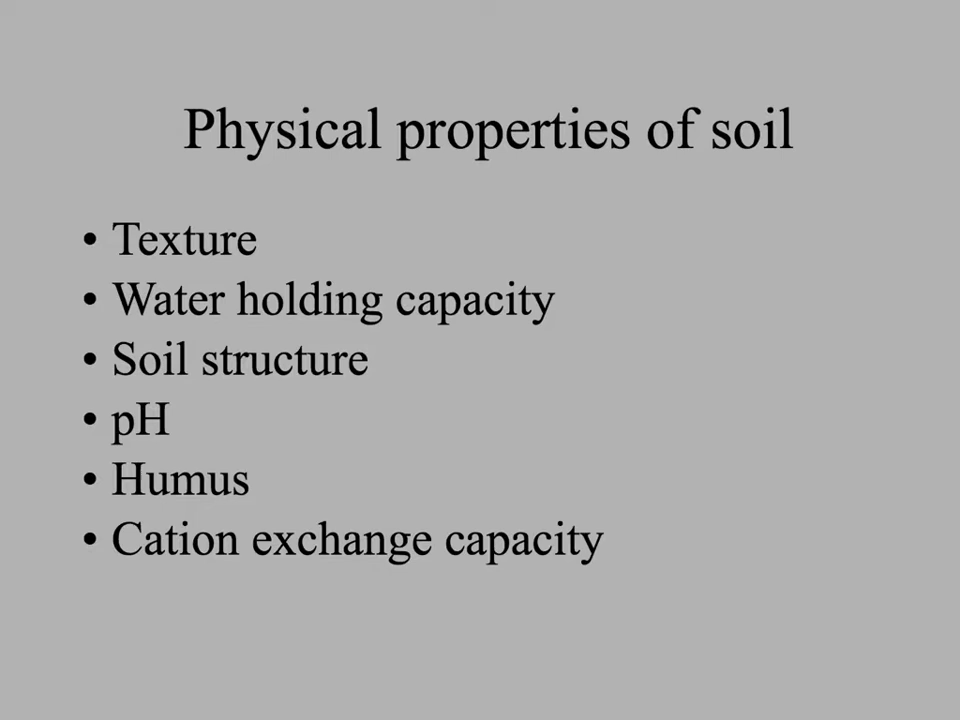 Physical properties of soil
• Texture
• Water holding capacity
• Soil structure
• pH
• Humus
• Cation exchange capacity